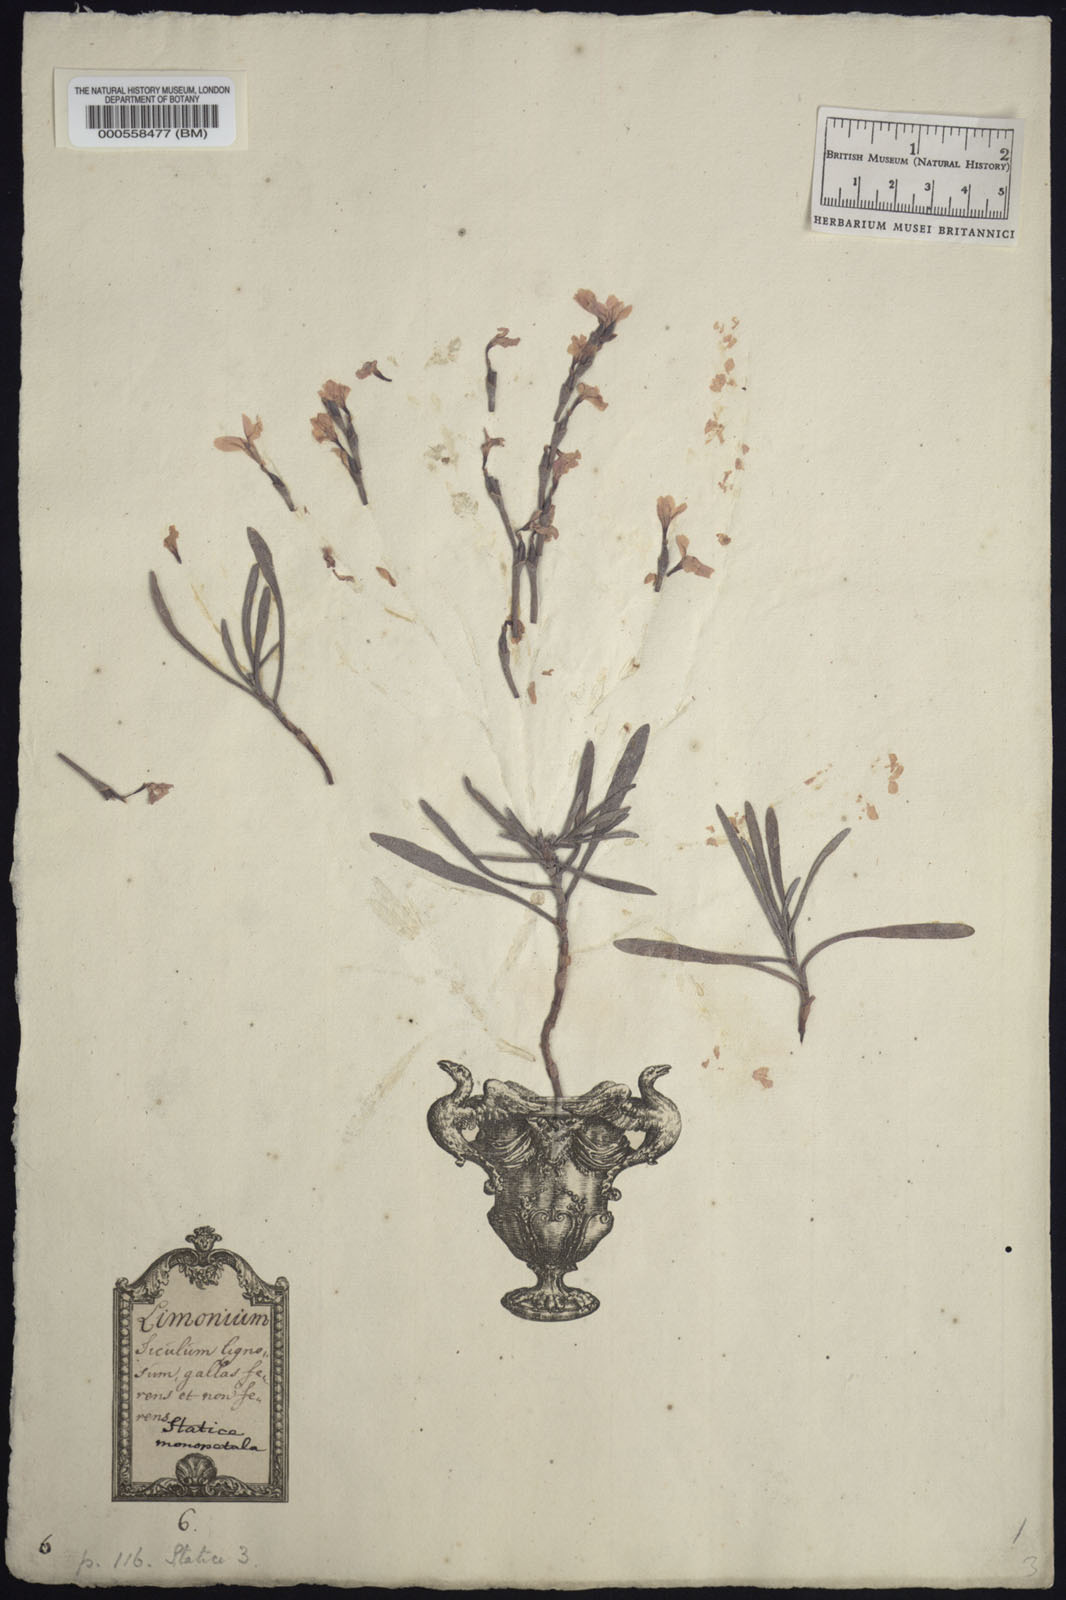 THE NATURAL HISTORY MUSEUM, LONDON
DEPARTMENT OF BOTANY
000558477 (BM)
1 2
BRITISH MUSEUM (NATURAL HISTORY)
1 2 3 4 5
HERBARIUM MUSEI BRITANNICI
Limonium
Siculum ligno-
sum, gallas fe-
rens et non fe-
rens
Statice
monopetala
6.
6
p. 116. Statice 3.
1
3